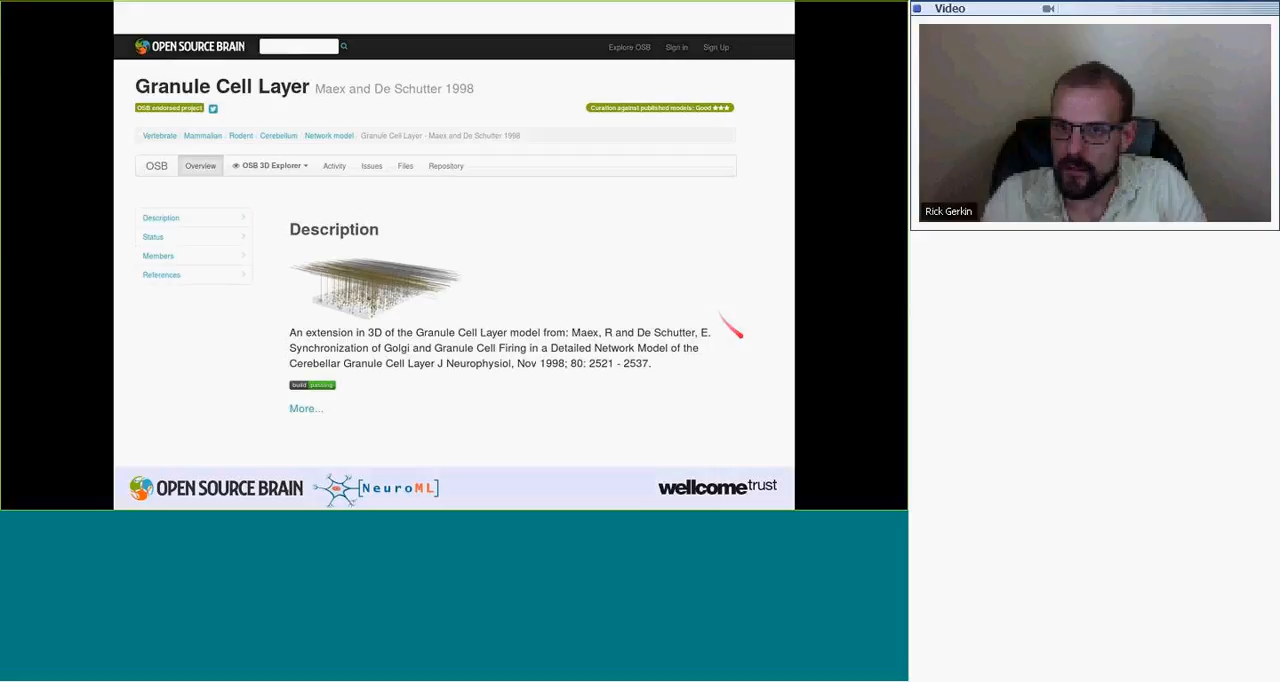 Video
OPEN SOURCE BRAIN
Explore OSB Sign in Sign Up
Granule Cell Layer Maex and De Schutter 1998
OSB endorsed project
Curation against published models: Good ★★★
Vertebrate Mammalian Rodent Cerebellum Network model Granule Cell Layer - Maex and De Schutter 1998
OSB Overview OSB 3D Explorer Activity Issues Files Repository
Description
Status
Members
References
Description
An extension in 3D of the Granule Cell Layer model from: Maex, R and De Schutter, E.
Synchronization of Golgi and Granule Cell Firing in a Detailed Network Model of the
Cerebellar Granule Cell Layer J Neurophysiol, Nov 1998; 80: 2521 - 2537.
build passing
More...
OPEN SOURCE BRAIN
[NeuroML]
wellcometrust
Rick Gerkin